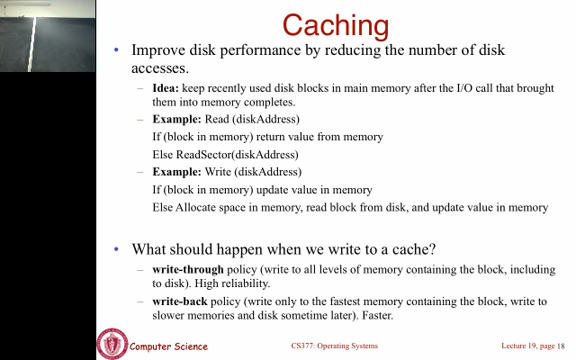 Caching
• Improve disk performance by reducing the number of disk
accesses.
– Idea: keep recently used disk blocks in main memory after the I/O call that brought
them into memory completes.
– Example: Read (diskAddress)
If (block in memory) return value from memory
Else ReadSector(diskAddress)
– Example: Write (diskAddress)
If (block in memory) update value in memory
Else Allocate space in memory, read block from disk, and update value in memory
• What should happen when we write to a cache?
– write-through policy (write to all levels of memory containing the block, including
to disk). High reliability.
– write-back policy (write only to the fastest memory containing the block, write to
slower memories and disk sometime later). Faster.
Computer Science
CS377: Operating Systems
Lecture 19, page 18